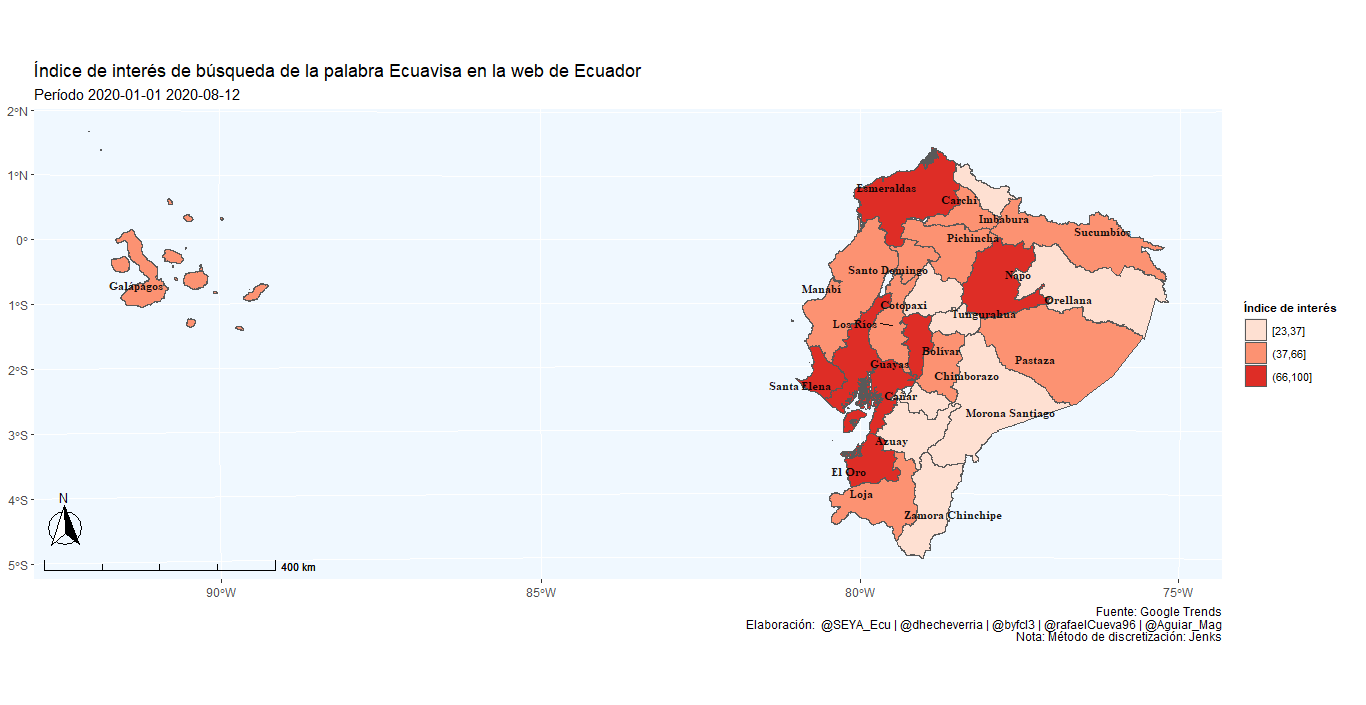 Índice de interés de búsqueda de la palabra Ecuavisa en la web de Ecuador
Período 2020-01-01 2020-08-12
2°N
1°N
0°
1°S
2°S
3°S
4°S
5°S
90°W
85°W
80°W
75°W
Galápagos
Esmeraldas
Carchi
Imbabura
Sucumbíos
Pichincha
Santo Domingo
Napo
Manabí
Orellana
Cotopaxi
Tungurahua
Los Ríos
Bolívar
Pastaza
Guayas
Chimborazo
Santa Elena
Cañar
Morona Santiago
Azuay
El Oro
Loja
Zamora Chinchipe
N
400 km
Índice de interés
[23,37]
(37,66]
(66,100]
Fuente: Google Trends
Elaboración: @SEYA_Ecu | @dhecheverria | @byfcl3 | @rafaelCueva96 | @Aguiar_Mag
Nota: Método de discretización: Jenks